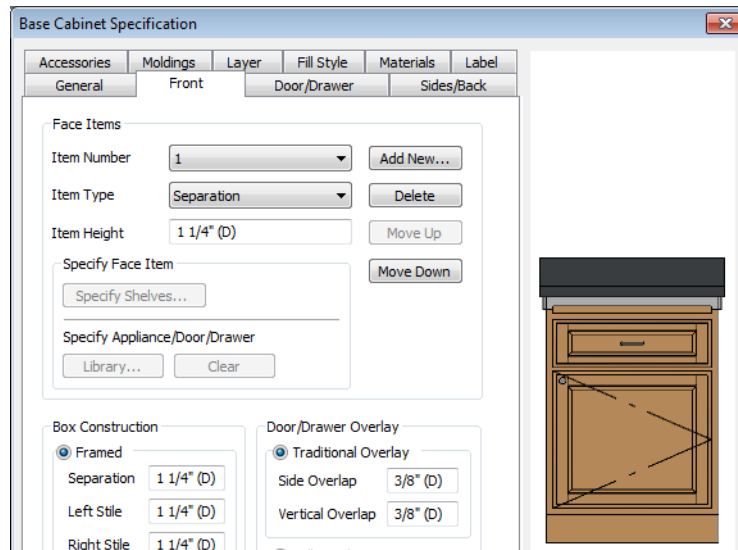 Base Cabinet Specification
Accessories Moldings Layer Fill Style Materials Label
General Front Door/Drawer Sides/Back
Face Items
Item Number 1 Add New...
Item Type Separation Delete
Item Height 1 1/4" (D) Move Up
Specify Face Item Move Down
Specify Shelves...
Specify Appliance/Door/Drawer
Library... Clear
Box Construction Door/Drawer Overlay
Framed Traditional Overlay
Separation 1 1/4" (D) Side Overlap 3/8" (D)
Left Stile 1 1/4" (D) Vertical Overlap 3/8" (D)
Right Stile 1 1/4" (D)